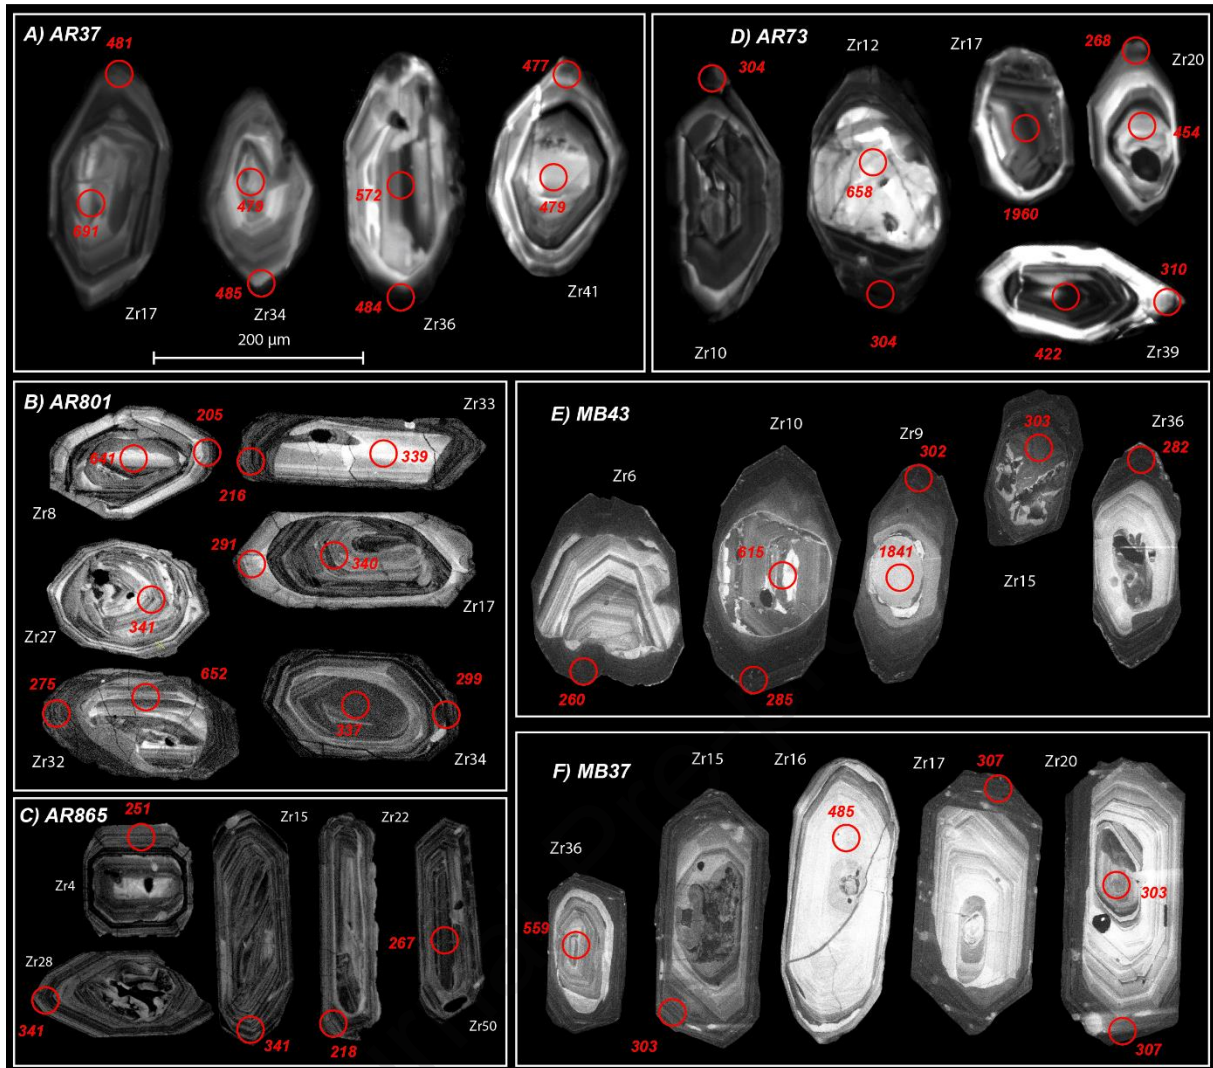 A) AR37
481
691
Zr17
479
485
Zr34
572
484
Zr36
477
479
Zr41
200 µm
D) AR73
304
Zr10
Zr12
658
304
Zr17
1960
268
Zr20
454
310
422
Zr39
B) AR801
205
641
Zr8
Zr33
339
216
291
340
Zr17
341
Zr27
275
652
Zr32
299
337
Zr34
C) AR865
251
Zr4
Zr28
341
Zr15
341
Zr22
218
267
Zr50
E) MB43
Zr6
260
Zr10
615
285
Zr9
302
1841
303
Zr15
Zr36
282
F) MB37
Zr36
559
Zr15
303
Zr16
485
Zr17
307
Zr20
303
307